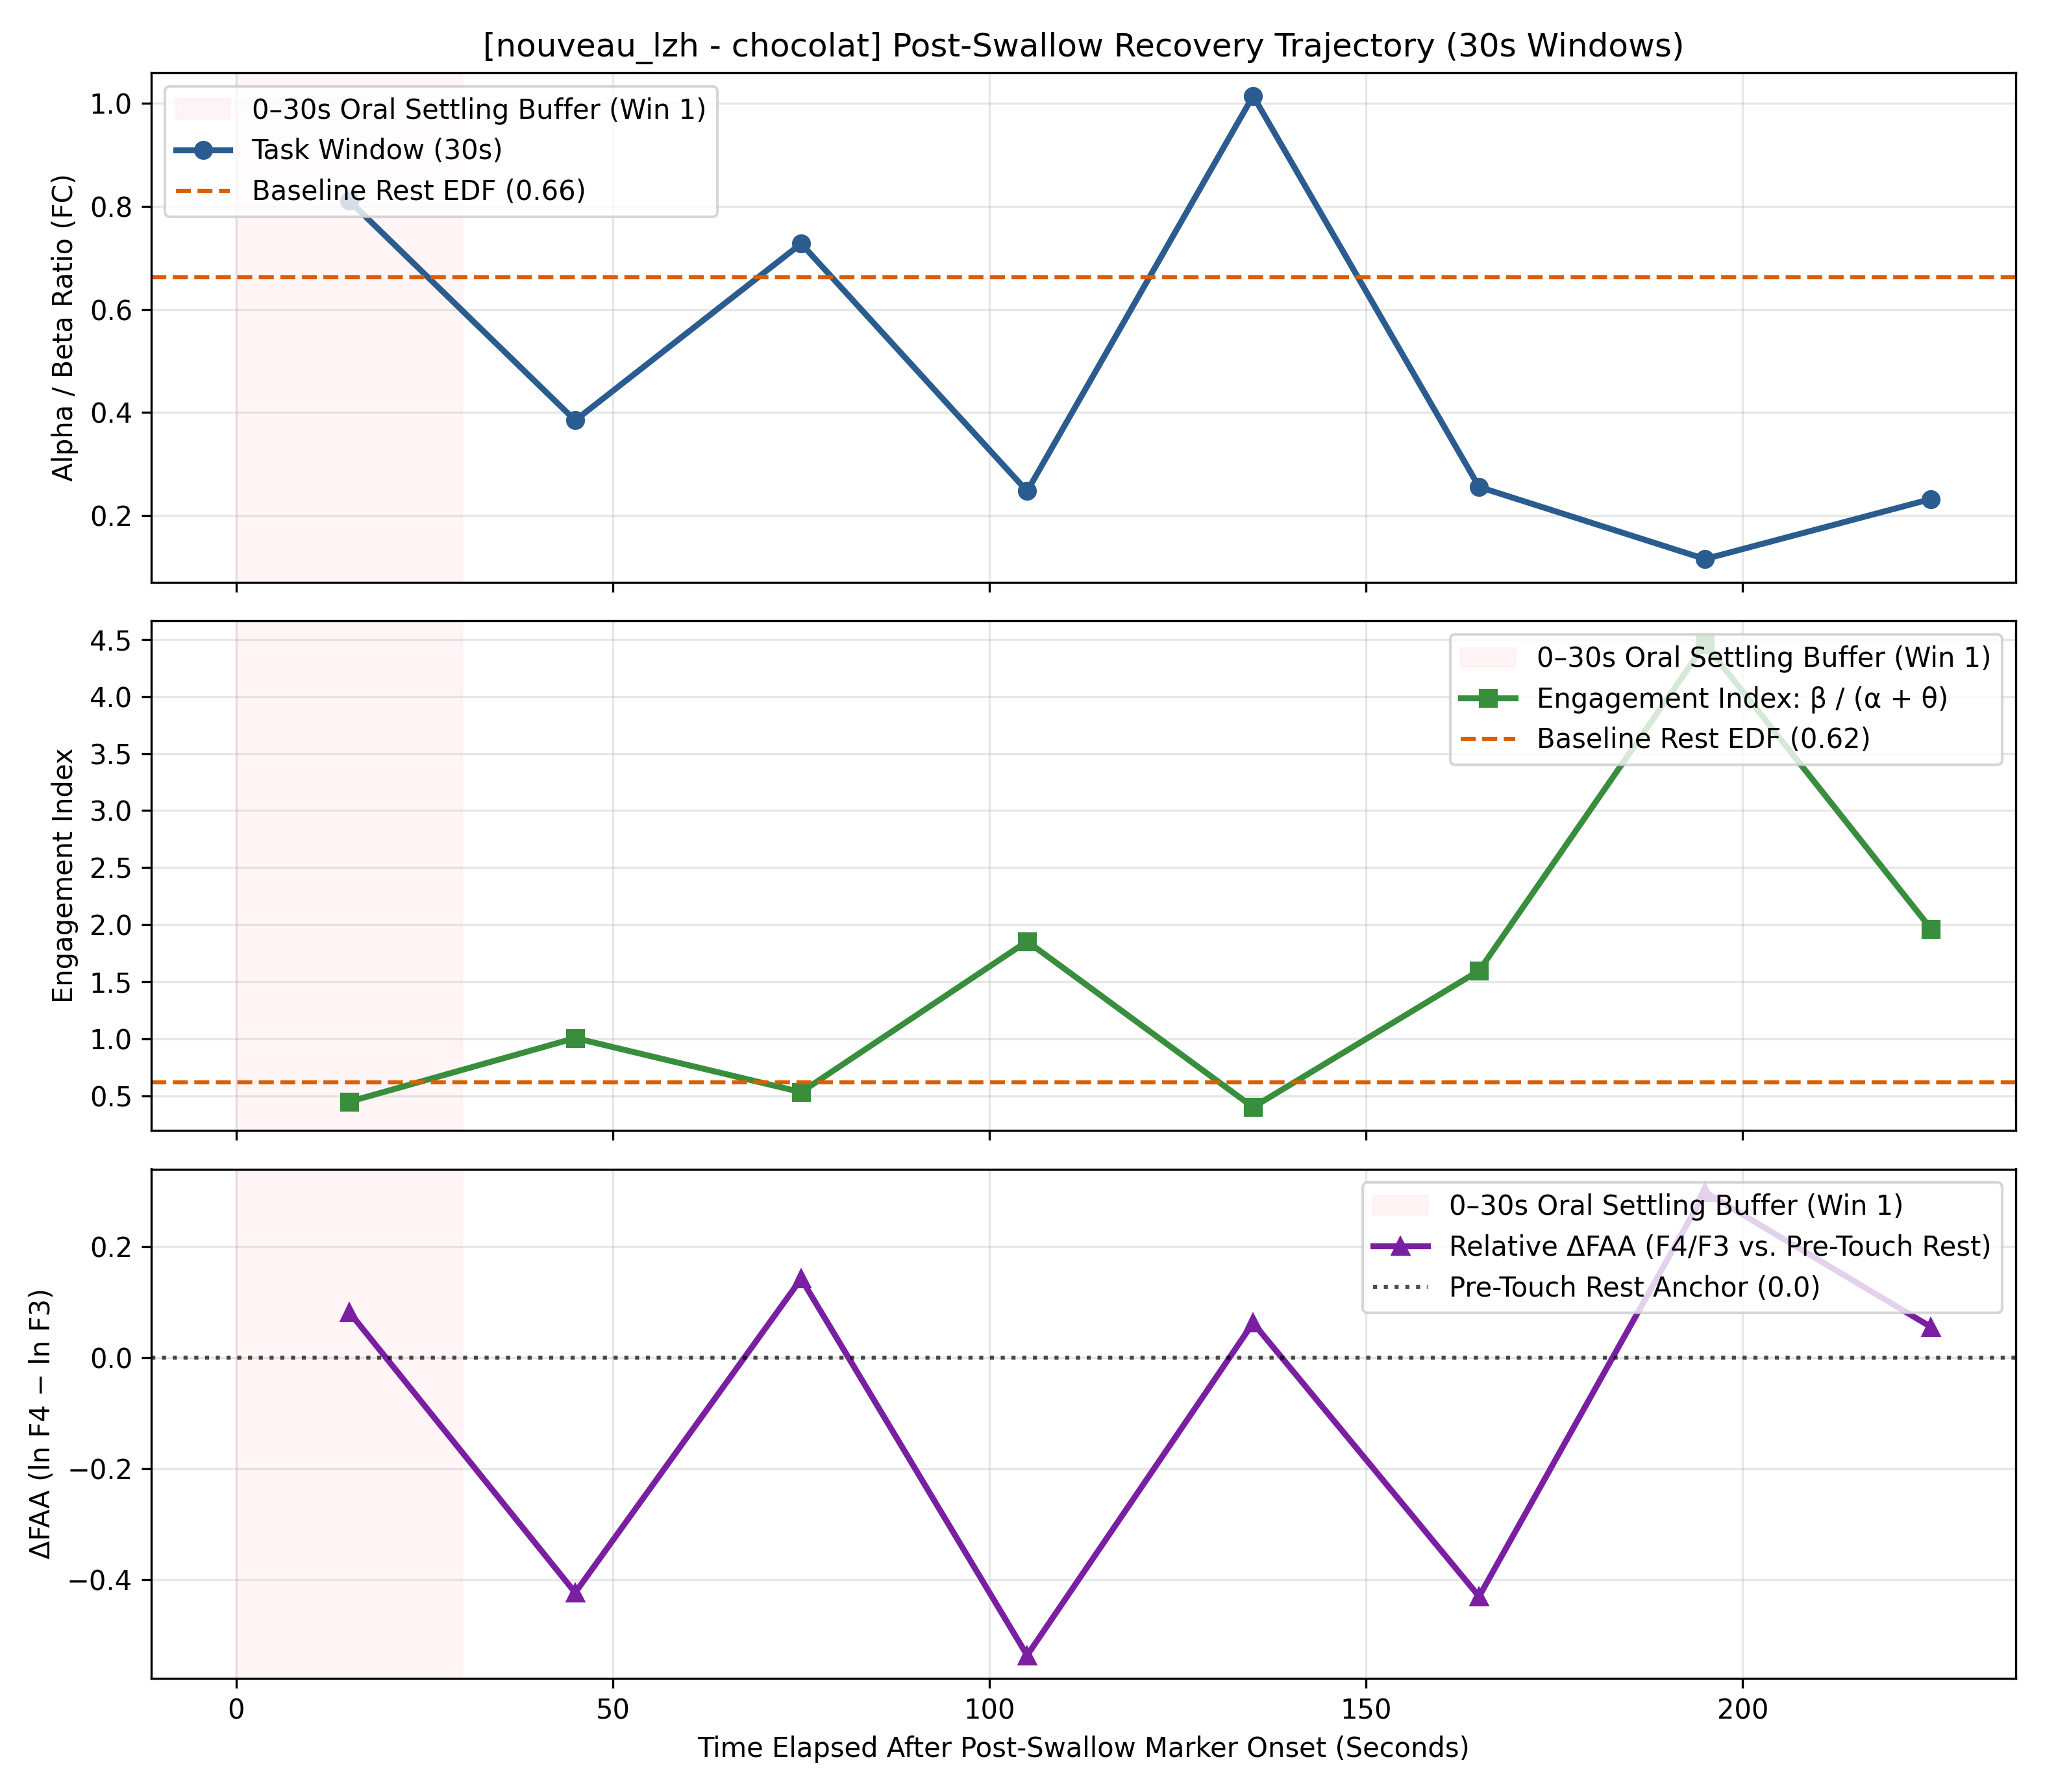 [nouveau_lzh - chocolat] Post-Swallow Recovery Trajectory (30s Windows)
Alpha / Beta Ratio (FC)
1.0
0.8
0.6
0.4
0.2
0–30s Oral Settling Buffer (Win 1)
Task Window (30s)
Baseline Rest EDF (0.66)
Engagement Index
4.5
4.0
3.5
3.0
2.5
2.0
1.5
1.0
0.5
0–30s Oral Settling Buffer (Win 1)
Engagement Index: β / (α + θ)
Baseline Rest EDF (0.62)
ΔFAA (ln F4 − ln F3)
0.2
0.0
−0.2
−0.4
0–30s Oral Settling Buffer (Win 1)
Relative ΔFAA (F4/F3 vs. Pre-Touch Rest)
Pre-Touch Rest Anchor (0.0)
0
50
100
150
200
Time Elapsed After Post-Swallow Marker Onset (Seconds)